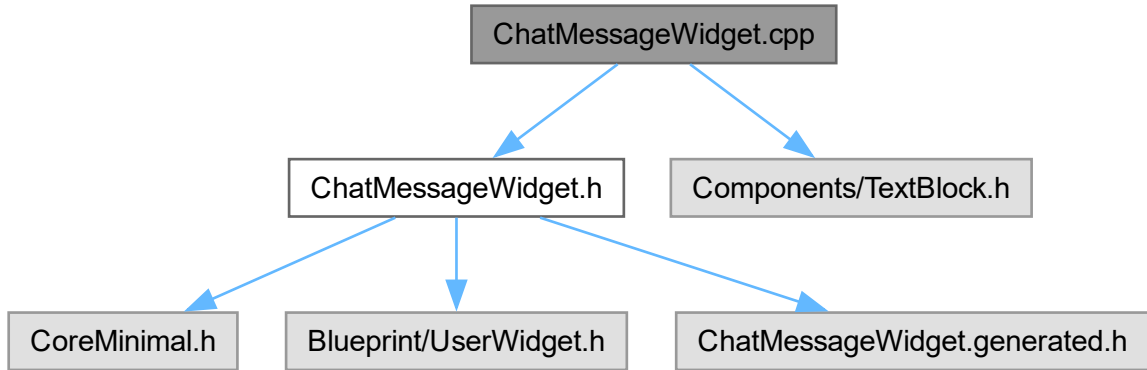 ChatMessageWidget.cpp
ChatMessageWidget.h
Components/TextBlock.h
CoreMinimal.h
Blueprint/UserWidget.h
ChatMessageWidget.generated.h